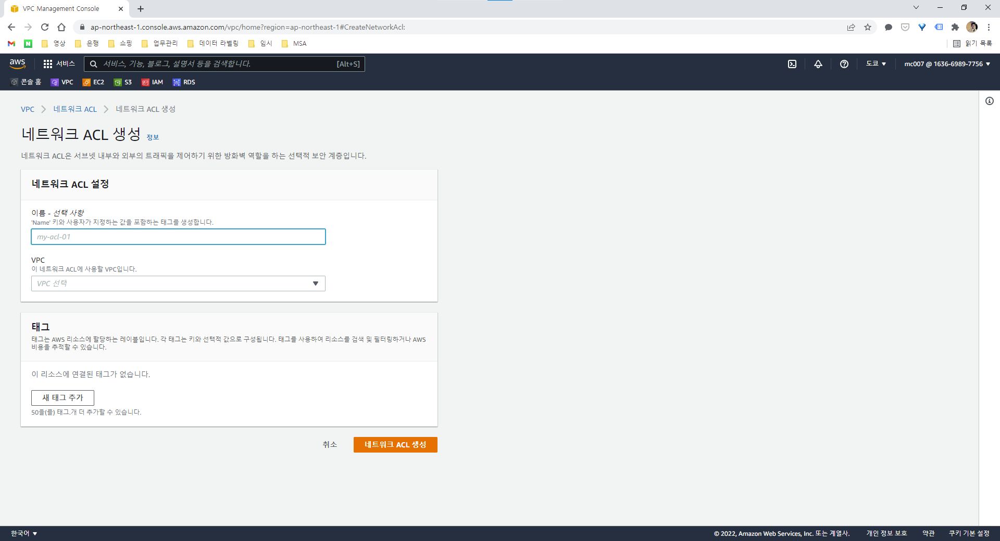 VPC Management Console
ap-northeast-1.console.aws.amazon.com/vpc/home?region=ap-northeast-1#CreateNetworkAcl:
N 영상 은행 쇼핑 업무관리 데이터 라벨링 임시 MSA 읽기 목록
aws 서비스 서비스, 기능, 블로그, 설명서 등을 검색합니다. [Alt+S] 도쿄 mc007 @ 1636-6989-7756
콘솔 홈 VPC EC2 S3 IAM RDS
VPC 네트워크 ACL 네트워크 ACL 생성
네트워크 ACL 생성 정보
네트워크 ACL은 서브넷 내부와 외부의 트래픽을 제어하기 위한 방화벽 역할을 하는 선택적 보안 계층입니다.
네트워크 ACL 설정
이름 - 선택 사항
'Name' 키와 사용자가 지정하는 값을 포함하는 태그를 생성합니다.
my-acl-01
VPC
이 네트워크 ACL에 사용할 VPC입니다.
VPC 선택
태그
태그는 AWS 리소스에 할당하는 레이블입니다. 각 태그는 키와 선택적 값으로 구성됩니다. 태그를 사용하여 리소스를 검색 및 필터링하거나 AWS
비용을 추적할 수 있습니다.
이 리소스에 연결된 태그가 없습니다.
새 태그 추가
50을(를) 태그.개 더 추가할 수 있습니다.
취소 네트워크 ACL 생성
한국어 © 2022, Amazon Web Services, Inc. 또는 계열사. 개인 정보 보호 약관 쿠키 기본 설정